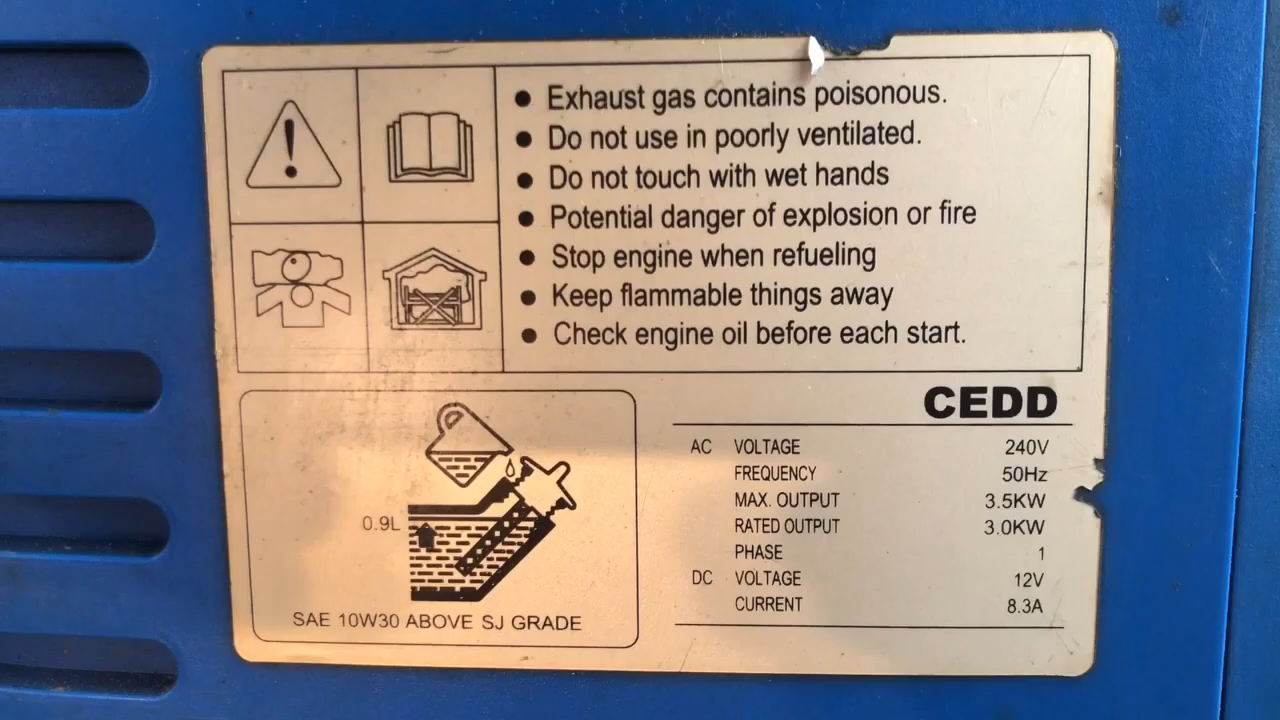 ● Exhaust gas contains poisonous.
● Do not use in poorly ventilated.
● Do not touch with wet hands
● Potential danger of explosion or fire
● Stop engine when refueling
● Keep flammable things away
● Check engine oil before each start.
0.9L
SAE 10W30 ABOVE SJ GRADE
CEDD
AC VOLTAGE 240V
FREQUENCY 50Hz
MAX. OUTPUT 3.5KW
RATED OUTPUT 3.0KW
PHASE 1
DC VOLTAGE 12V
CURRENT 8.3A